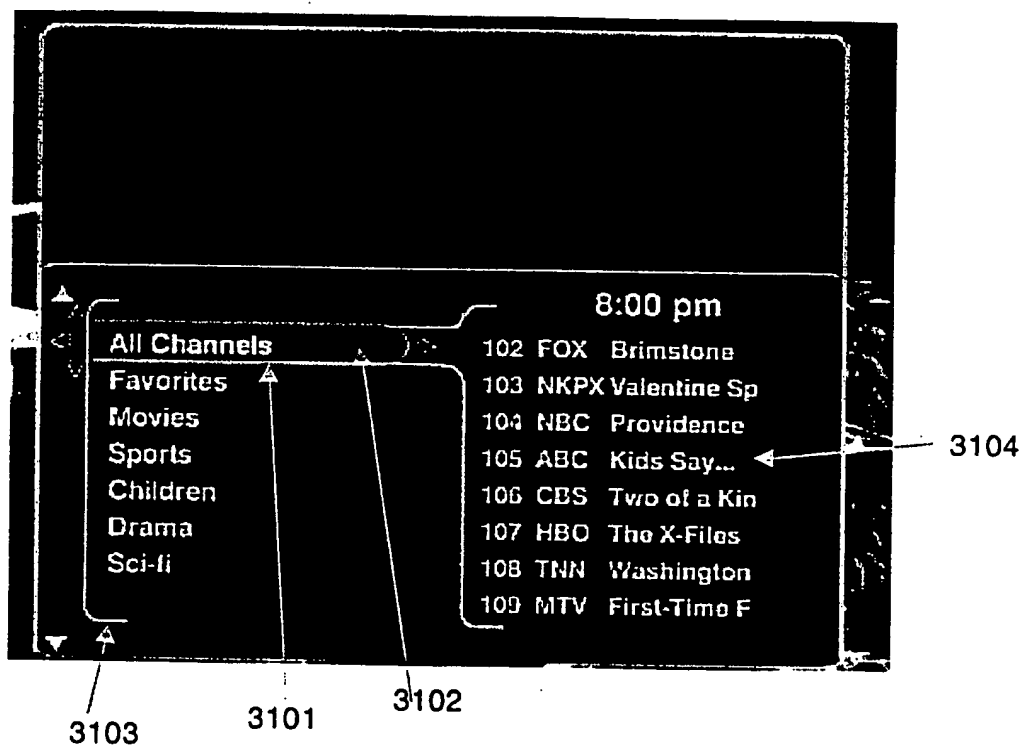 8:00 pm
All Channels
Favorites
Movies
Sports
Children
Drama
Sci-fi
102 FOX Brimstone
103 NKPX Valentine Sp
104 NBC Providence
105 ABC Kids Say...
106 CBS Two of a Kin
107 HBO The X-Files
108 TNN Washington
109 MTV First-Time F
3104
3103
3101
3102